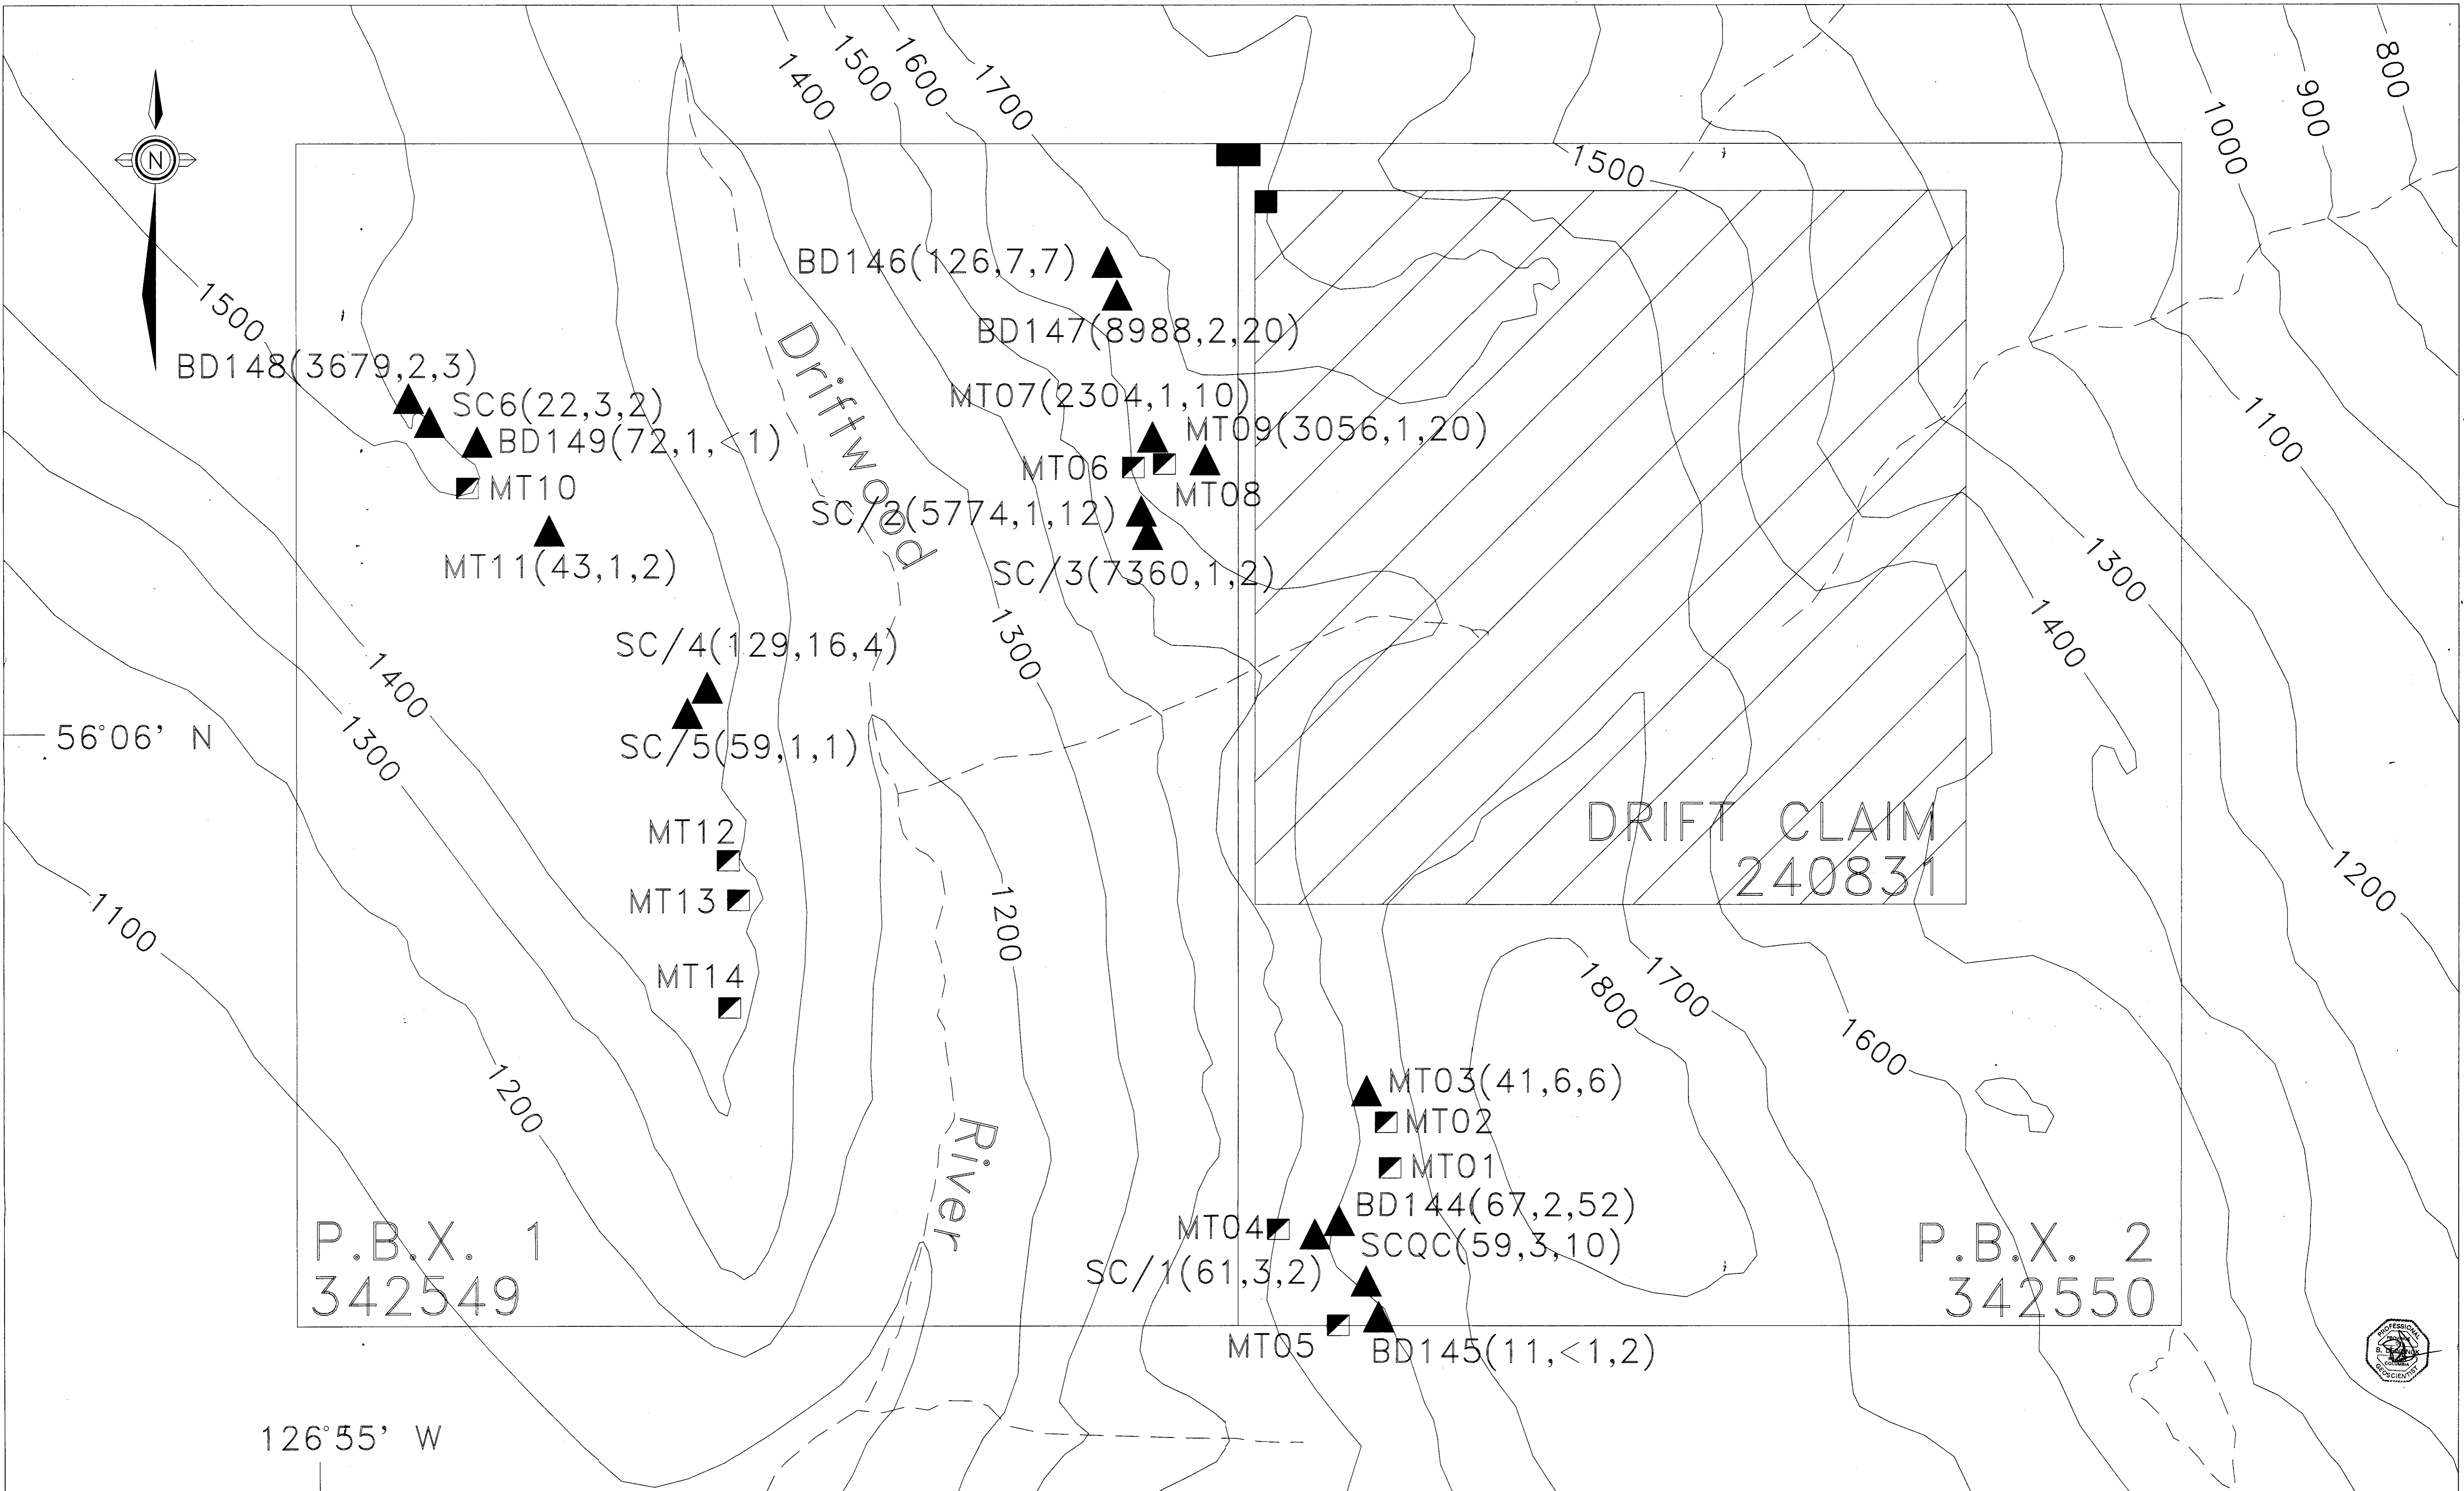 1400
1500
1600
1700
1500
1000
900
800
N
BD146(126,7,7)
BD147(8988,2,20)
1500
Driftwood
BD148(3679,2,3)
SC6(22,3,2)
BD149(72,1,<1)
MT10
MT11(43,1,2)
MT07(2304,1,10)
MT09(3056,1,20)
MT06
MT08
SC/2(5774,1,12)
SC/3(7360,1,2)
1100
1300
1400
1300
SC/4(129,16,4)
SC/5(59,1,1)
1400
1300
56°06' N
MT12
MT13
MT14
DRIFT CLAIM
240831
1200
1100
1200
1800
1700
1600
1200
River
MT03(41,6,6)
MT02
MT01
BD144(67,2,52)
MT04
SCQC(59,3,10)
SC/1(61,3,2)
MT05
BD145(11,<1,2)
P.B.X. 1
342549
P.B.X. 2
342550
PROFESSIONAL
GEOSCIENTIST
126°55' W